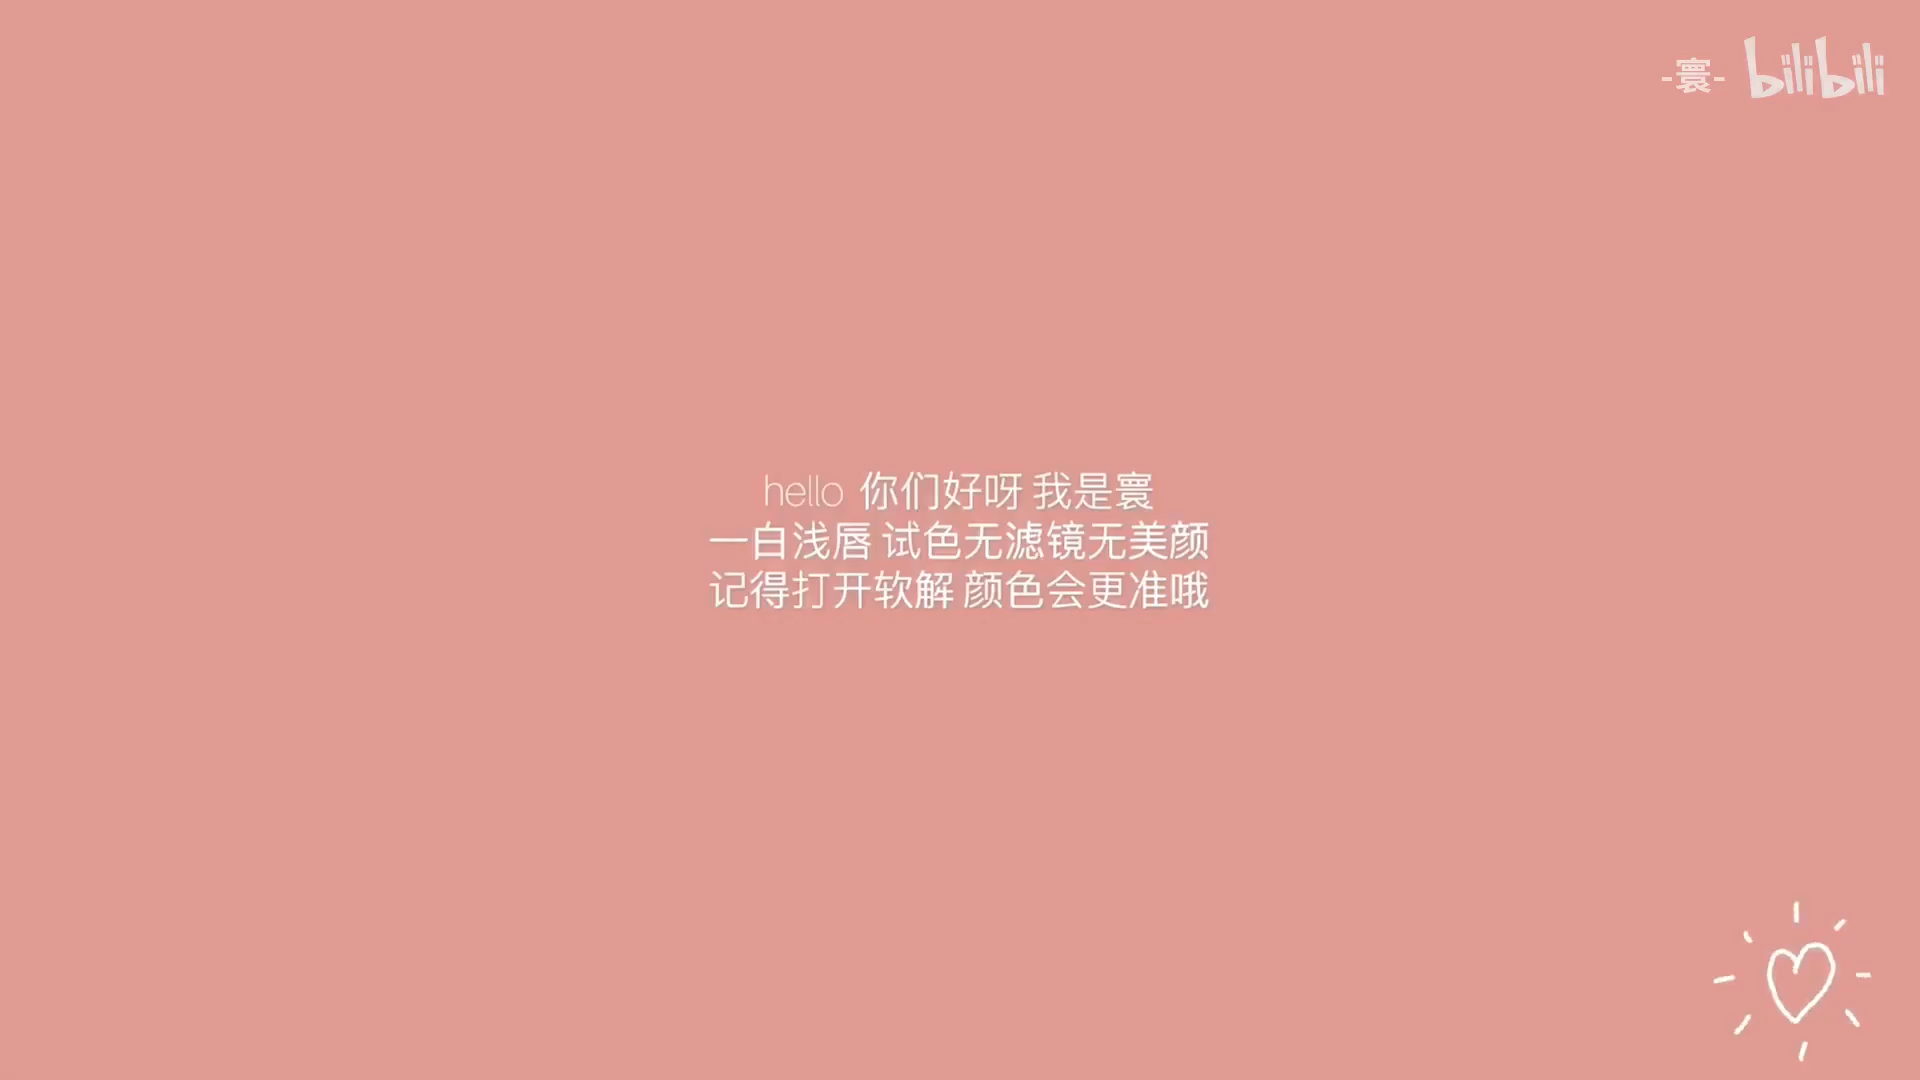 -寰- bilibili
hello 你们好呀 我是寰
一白浅唇 试色无滤镜无美颜
记得打开软解 颜色会更准哦